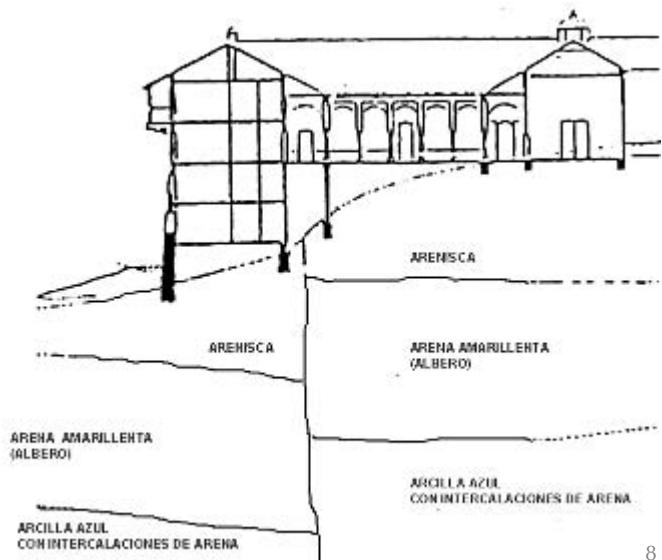 ARENISCA
ARENISCA
ARENA AMARILLENTA
(ALBERO)
ARENA AMARILLENTA
(ALBERO)
ARCILLA AZUL
CON INTERCALACIONES DE ARENA
ARCILLA AZUL
CON INTERCALACIONES DE ARENA
8